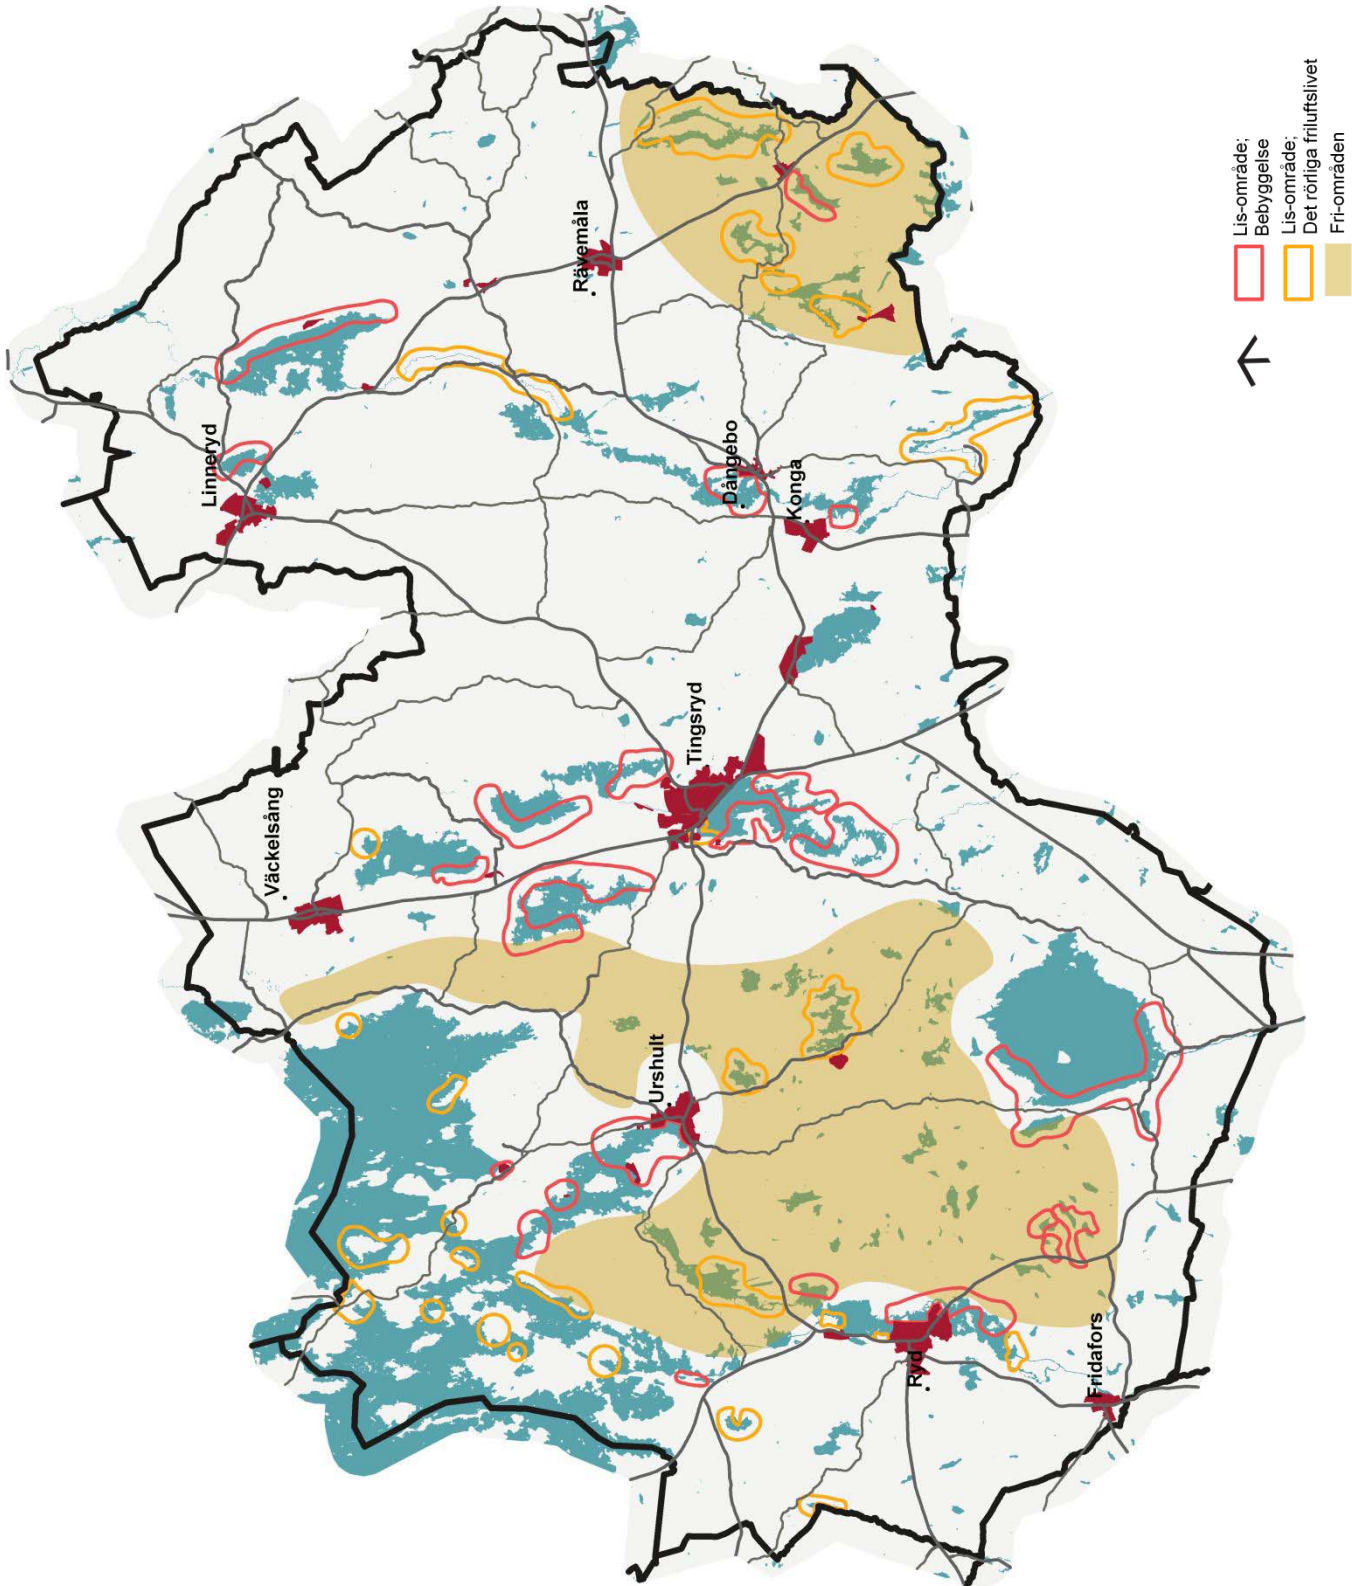 Linneryd
Rävemåla
Väckelsång
Dångebo
Konga
Tingsryd
Urshult
Ryd
Fridafors
Lis-område;
Bebyggelse
Lis-område;
Det rörliga friluftslivet
Fri-områden